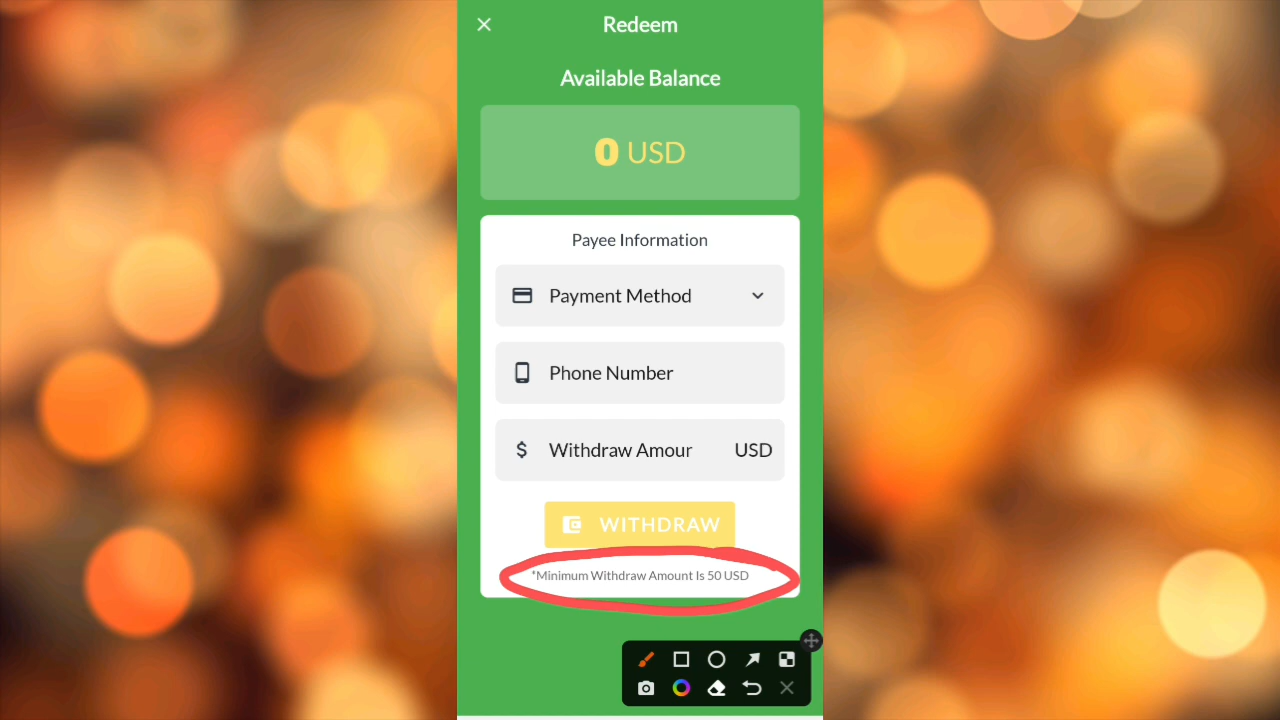 Redeem
Available Balance
0 USD
Payee Information
Payment Method
Phone Number
Withdraw Amour USD
WITHDRAW
*Minimum Withdraw Amount Is 50 USD